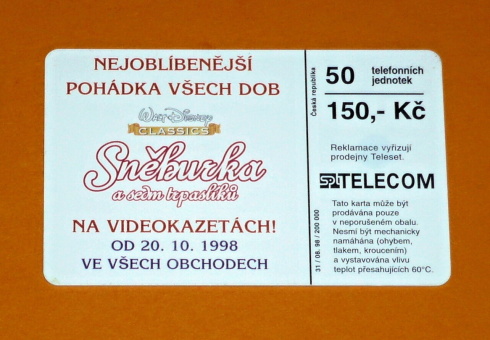 NEJOBLÍBENĚJŠÍ
POHÁDKA VŠECH DOB
WALT DISNEY
CLASSICS
Sněhurka
a sedm trpaslíků
NA VIDEOKAZETÁCH!
OD 20. 10. 1998
VE VŠECH OBCHODECH
Česká republika
31 / 08. 98 / 200 000
50 telefonních
jednotek
150,- Kč
Reklamace vyřizují
prodejny Teleset.
SPT TELECOM
Tato karta může být
prodávána pouze
v neporušeném obalu.
Nesmí být mechanicky
namáhána (ohybem,
tlakem, kroucením)
a vystavována vlivu
teplot přesahujících 60°C.